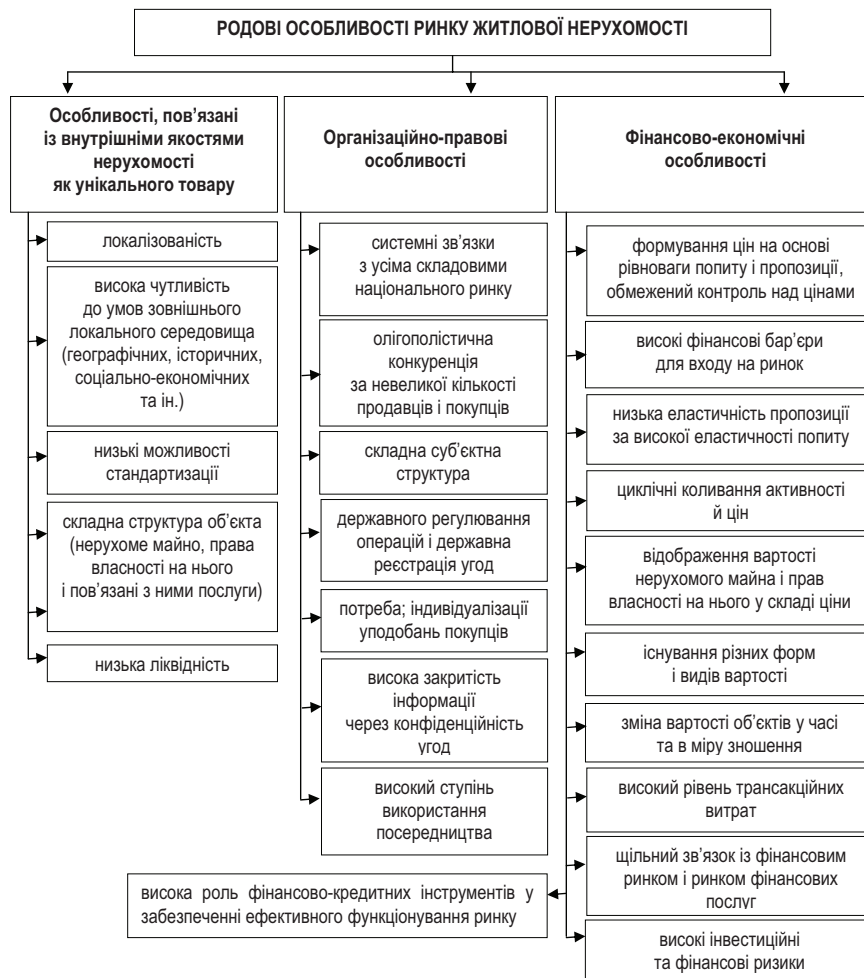 РОДОВІ ОСОБЛИВОСТІ РИНКУ ЖИТЛОВОЇ НЕРУХОМОСТІ
Особливості, пов’язані
із внутрішніми якостями
нерухомості
як унікального товару
локалізованість
висока чутливість
до умов зовнішнього
локального середовища
(географічних, історичних,
соціально-економічних
та ін.)
низькі можливості
стандартизації
складна структура об’єкта
(нерухоме майно, права
власності на нього
і пов’язані з ними послуги)
низька ліквідність
Організаційно-правові
особливості
системні зв’язки
з усіма складовими
національного ринку
олігополістична
конкуренція
за невеликої кількості
продавців і покупців
складна суб’єктна
структура
державного регулювання
операцій і державна
реєстрація угод
потреба; індивідуалізації
уподобань покупців
висока закритість
інформації
через конфіденційність
угод
високий ступінь
використання
посередництва
Фінансово-економічні
особливості
формування цін на основі
рівноваги попиту і пропозиції,
обмежений контроль над цінами
високі фінансові бар’єри
для входу на ринок
низька еластичність пропозиції
за високої еластичності попиту
циклічні коливання активності
й цін
відображення вартості
нерухомого майна і прав
власності на нього у складі ціни
існування різних форм
і видів вартості
зміна вартості об’єктів у часі
та в міру зношення
високий рівень трансакційних
витрат
щільний зв’язок із фінансовим
ринком і ринком фінансових
послуг
висока роль фінансово-кредитних інструментів у
забезпеченні ефективного функціонування ринку
високі інвестиційні
та фінансові ризики